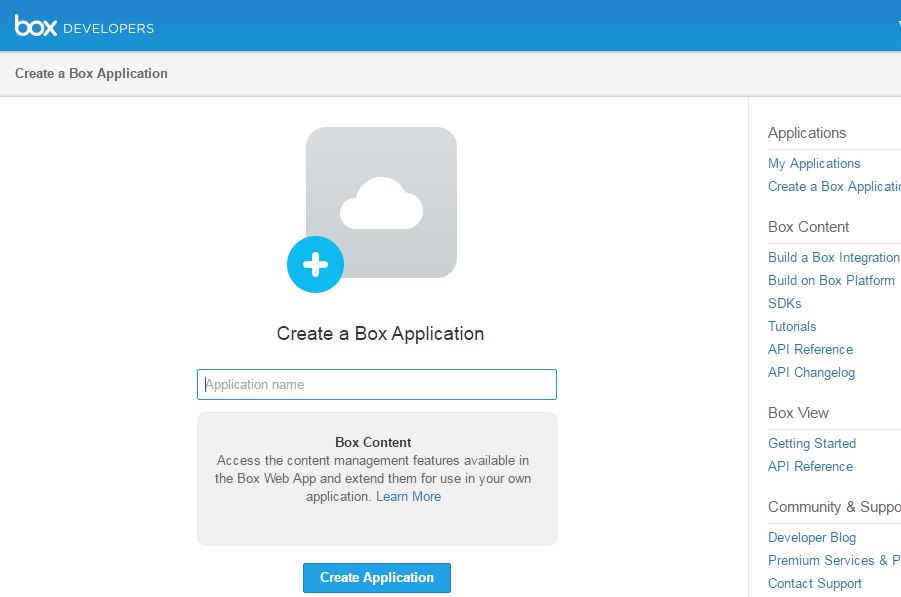 box DEVELOPERS
Create a Box Application
Create a Box Application
Application name
Box Content
Access the content management features available in
the Box Web App and extend them for use in your own
application. Learn More
Create Application
Applications
My Applications
Create a Box
Box Content
Build a Box Integration
Build on Box Platform
SDKs
Tutorials
API Reference
API Changelog
Box View
Getting Started
API Reference
Community &
Developer Blog
Premium Services &
Contact Support